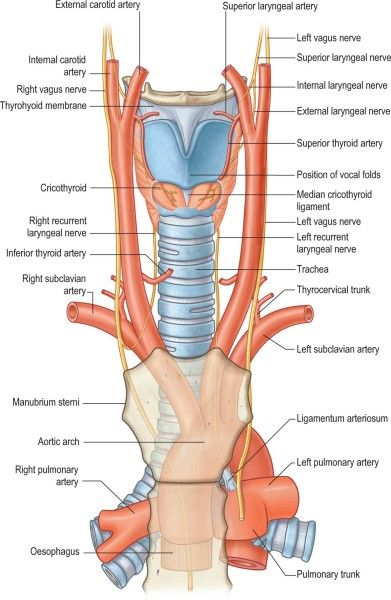 External carotid artery
Superior laryngeal artery
Left vagus nerve
Superior laryngeal nerve
Internal carotid
artery
Right vagus nerve
Thyrohyoid membrane
Internal laryngeal nerve
External laryngeal nerve
Superior thyroid artery
Position of vocal folds
Cricothyroid
Median cricothyroid
ligament
Right recurrent
laryngeal nerve
Left vagus nerve
Left recurrent
laryngeal nerve
Inferior thyroid artery
Trachea
Right subclavian
artery
Thyrocervical trunk
Left subclavian artery
Manubrium sterni
Ligamentum arteriosum
Aortic arch
Left pulmonary artery
Right pulmonary
artery
Oesophagus
Pulmonary trunk